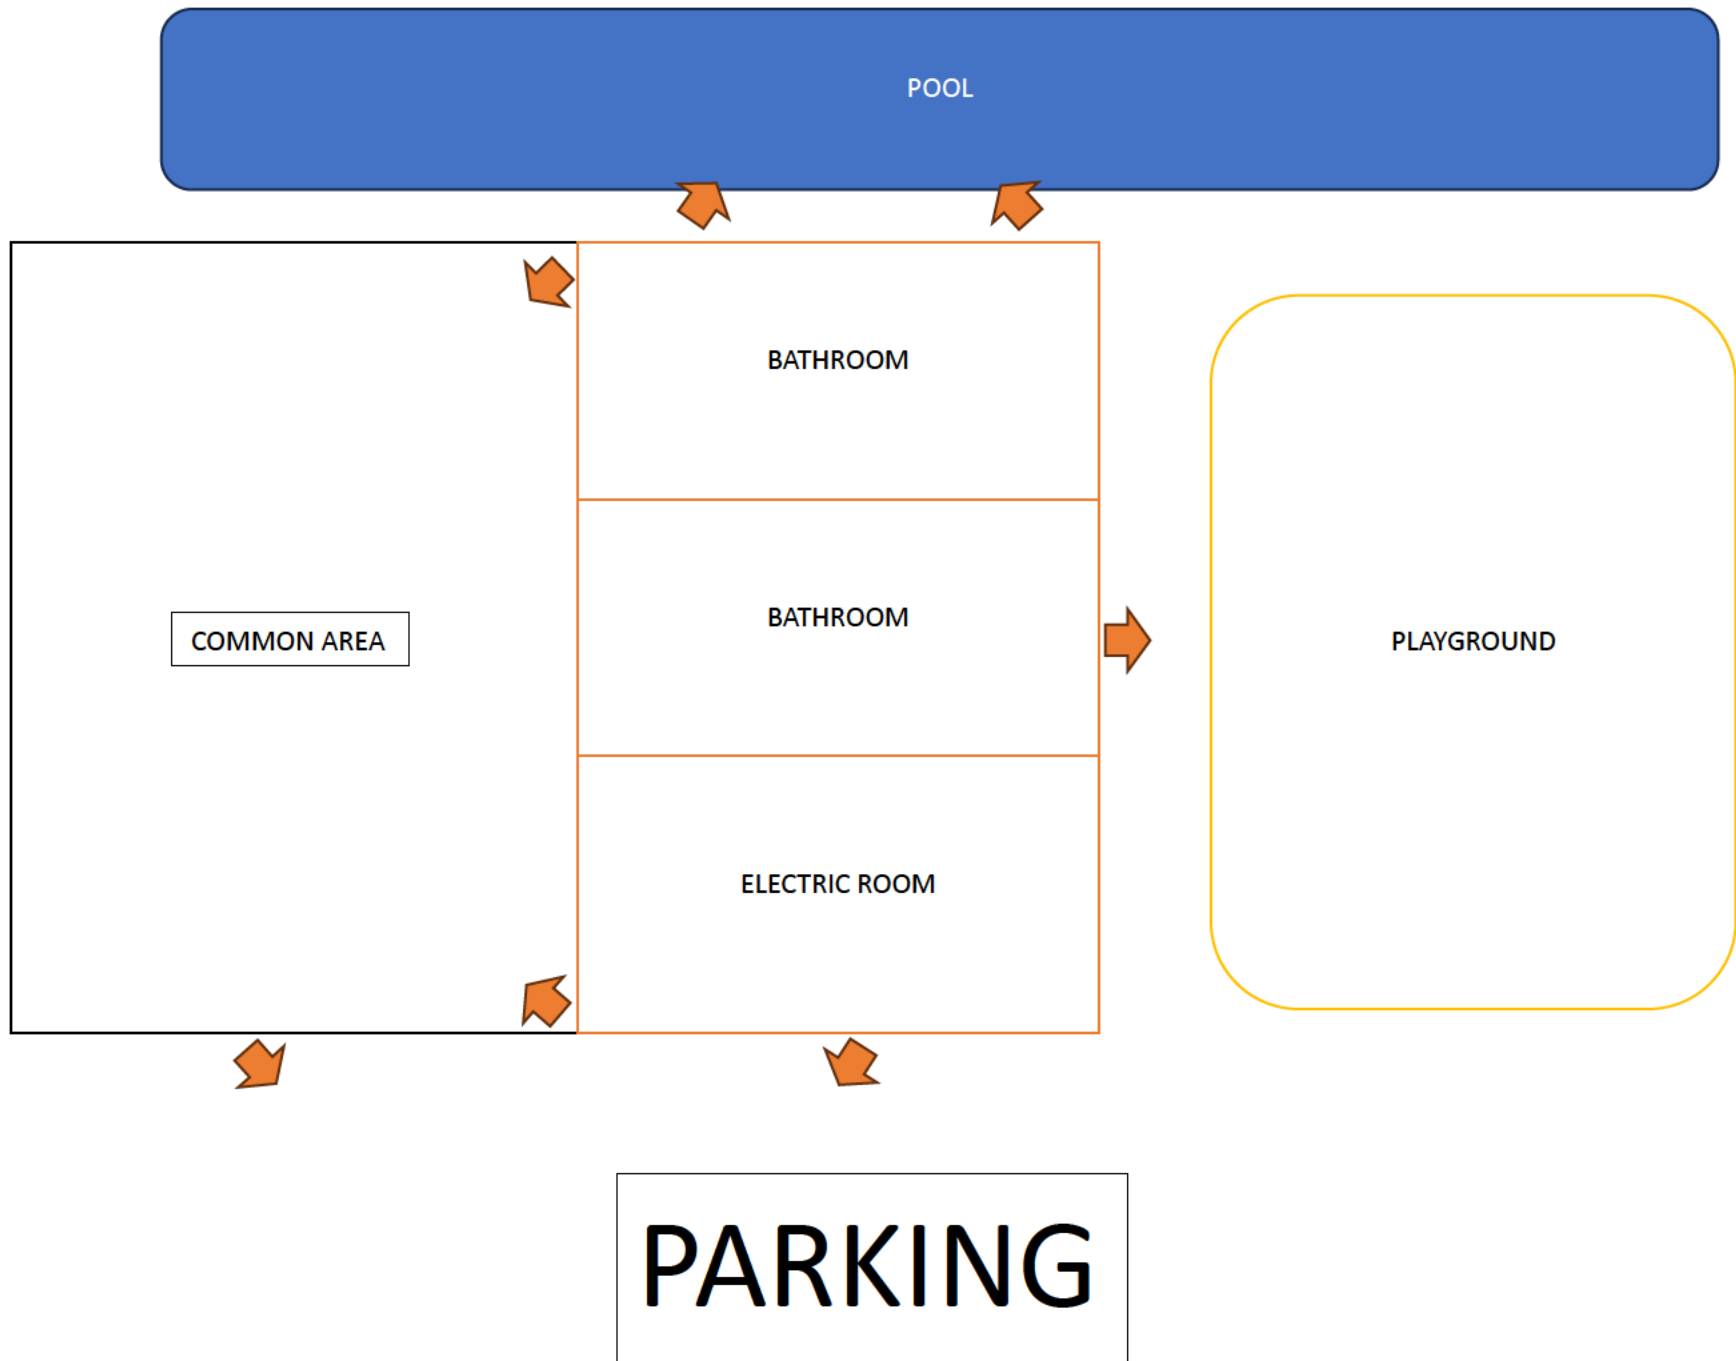 POOL
BATHROOM
BATHROOM
COMMON AREA
PLAYGROUND
ELECTRIC ROOM
PARKING